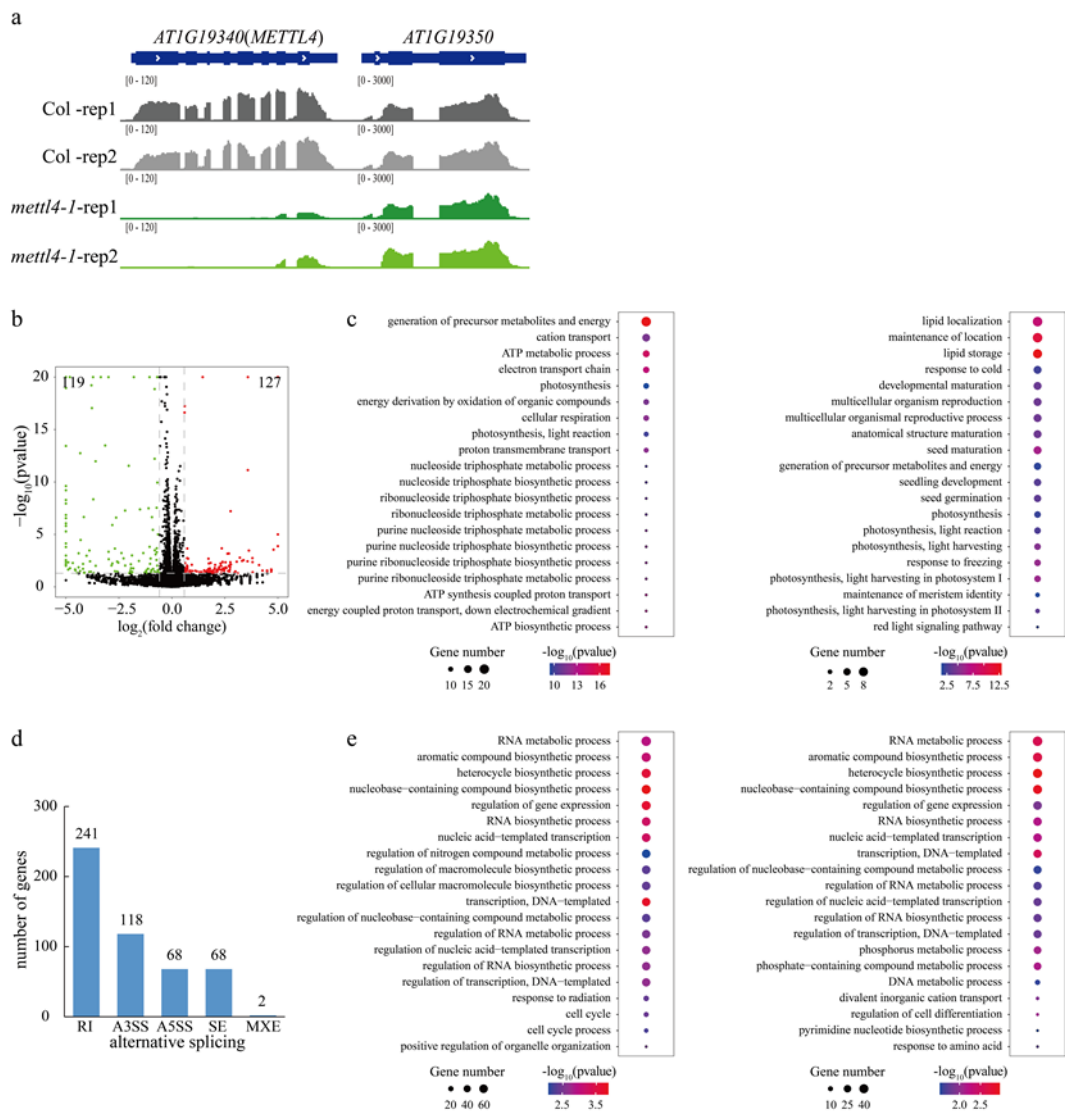 a
AT1G19340(METTL4)
AT1G19350
[0 - 120]
[0 - 3000]
Col -rep1
[0 - 120]
[0 - 3000]
Col -rep2
[0 - 120]
[0 - 3000]
mettl4-1-rep1
[0 - 120]
[0 - 3000]
mettl4-1-rep2
b
119
127
20
15
10
5
0
−log10(pvalue)
−5.0
−2.5
0.0
2.5
5.0
log2(fold change)
c
generation of precursor metabolites and energy
cation transport
ATP metabolic process
electron transport chain
photosynthesis
energy derivation by oxidation of organic compounds
cellular respiration
photosynthesis, light reaction
proton transmembrane transport
nucleoside triphosphate metabolic process
nucleoside triphosphate biosynthetic process
ribonucleoside triphosphate biosynthetic process
ribonucleoside triphosphate metabolic process
purine nucleoside triphosphate metabolic process
purine nucleoside triphosphate biosynthetic process
purine ribonucleoside triphosphate biosynthetic process
purine ribonucleoside triphosphate metabolic process
ATP synthesis coupled proton transport
energy coupled proton transport, down electrochemical gradient
ATP biosynthetic process
Gene number
10 15 20
-log10(pvalue)
10 13 16
lipid localization
maintenance of location
lipid storage
response to cold
developmental maturation
multicellular organism reproduction
multicellular organismal reproductive process
anatomical structure maturation
seed maturation
generation of precursor metabolites and energy
seedling development
seed germination
photosynthesis
photosynthesis, light reaction
photosynthesis, light harvesting
response to freezing
photosynthesis, light harvesting in photosystem I
maintenance of meristem identity
photosynthesis, light harvesting in photosystem II
red light signaling pathway
Gene number
2 5 8
-log10(pvalue)
2.5 7.5 12.5
d
300
200
100
0
number of genes
241
118
68
68
2
RI
A3SS
A5SS
SE
MXE
alternative splicing
e
RNA metabolic process
aromatic compound biosynthetic process
heterocycle biosynthetic process
nucleobase−containing compound biosynthetic process
regulation of gene expression
RNA biosynthetic process
nucleic acid−templated transcription
regulation of nitrogen compound metabolic process
regulation of macromolecule biosynthetic process
regulation of cellular macromolecule biosynthetic process
transcription, DNA−templated
regulation of nucleobase−containing compound metabolic process
regulation of RNA metabolic process
regulation of nucleic acid−templated transcription
regulation of RNA biosynthetic process
regulation of transcription, DNA−templated
response to radiation
cell cycle
cell cycle process
positive regulation of organelle organization
Gene number
20 40 60
-log10(pvalue)
2.5 3.5
RNA metabolic process
aromatic compound biosynthetic process
heterocycle biosynthetic process
nucleobase−containing compound biosynthetic process
regulation of gene expression
RNA biosynthetic process
nucleic acid−templated transcription
transcription, DNA−templated
regulation of nucleobase−containing compound metabolic process
regulation of RNA metabolic process
regulation of nucleic acid−templated transcription
regulation of RNA biosynthetic process
regulation of transcription, DNA−templated
phosphorus metabolic process
phosphate−containing compound metabolic process
DNA metabolic process
divalent inorganic cation transport
regulation of cell differentiation
pyrimidine nucleotide biosynthetic process
response to amino acid
Gene number
10 25 40
-log10(pvalue)
2.0 2.5